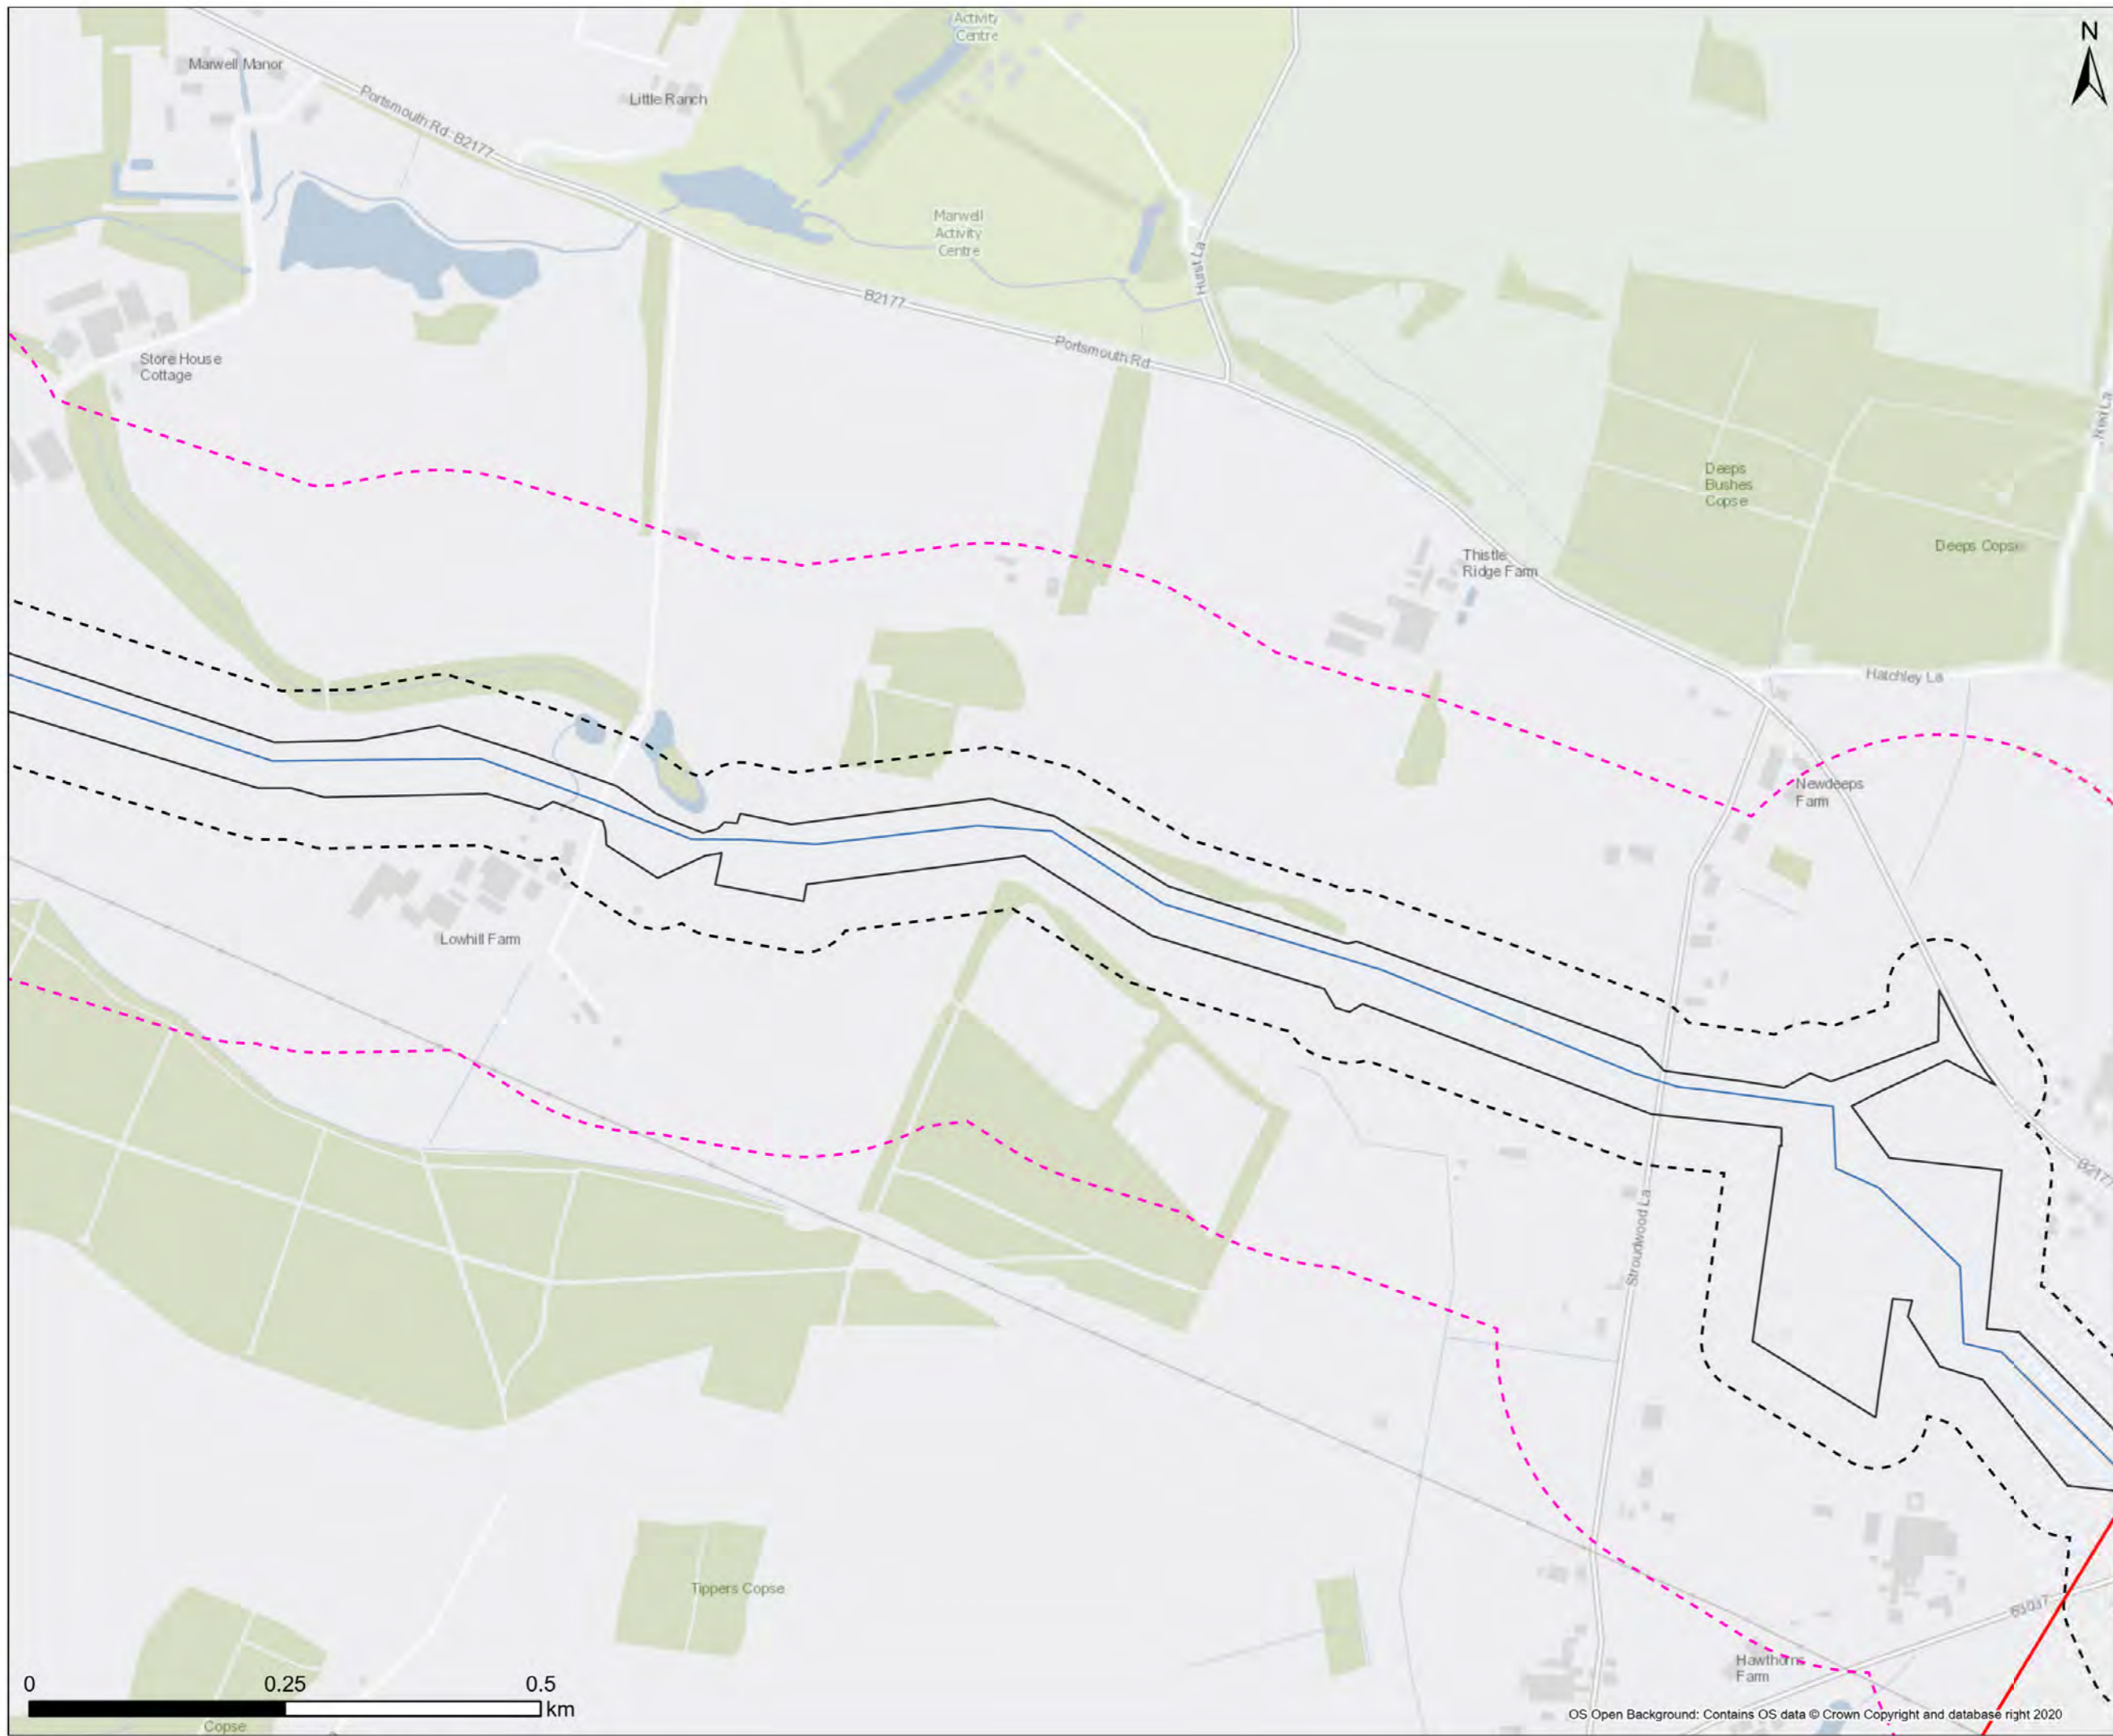 N
Activity
Centre
Marwell Manor
Little Ranch
Portsmouth Rd B2177
Marwell
Activity
Centre
Hurst La
B2177
Portsmouth Rd
Store House
Cottage
Deeps
Bushes
Copse
Deeps Copse
Thistle
Ridge Farm
Hatchley La
Newdeeps
Farm
Lowhill Farm
B2177
Stroudwood La
Tippers Copse
B3037
Hawthorns
Farm
0 0.25 0.5
km
Copse
OS Open Background: Contains OS data © Crown Copyright and database right 2020